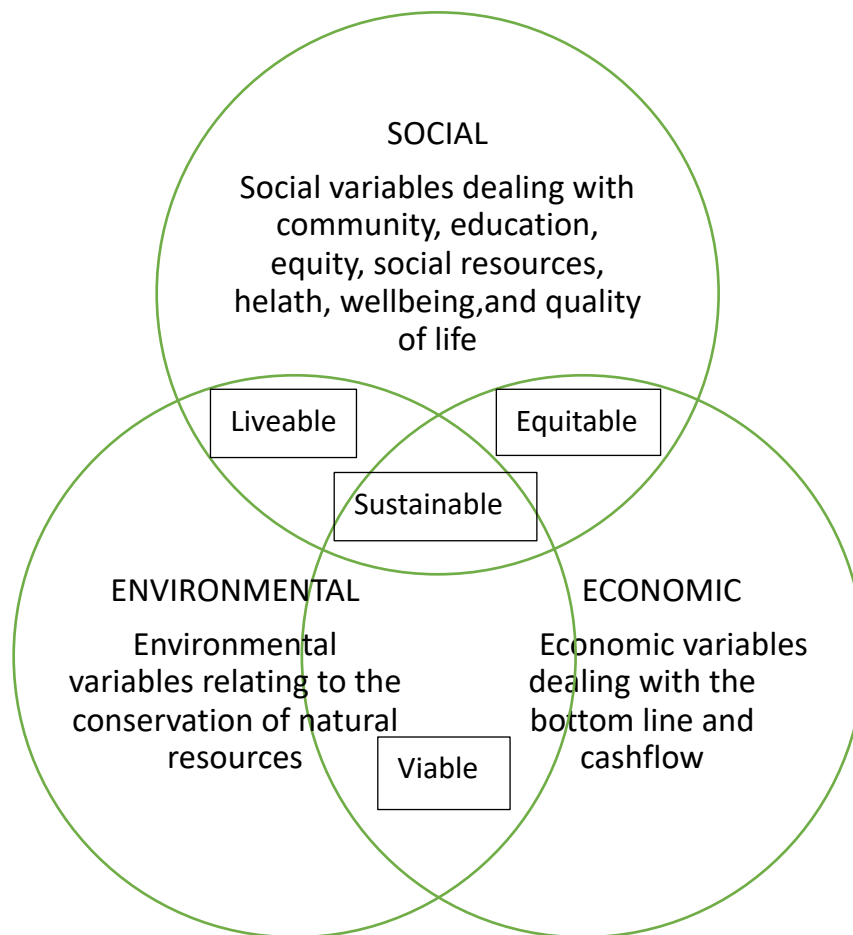 SOCIAL
Social variables dealing with
community, education,
equity, social resources,
helath, wellbeing,and quality
of life
Liveable
Equitable
Sustainable
ENVIRONMENTAL
Environmental
variables relating to the
conservation of natural
resources
ECONOMIC
Economic variables
dealing with the
bottom line and
cashflow
Viable